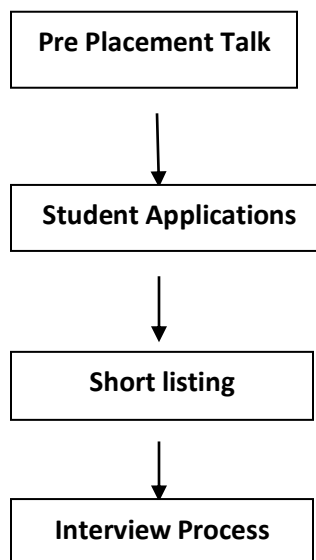 Pre Placement Talk
Student Applications
Short listing
Interview Process